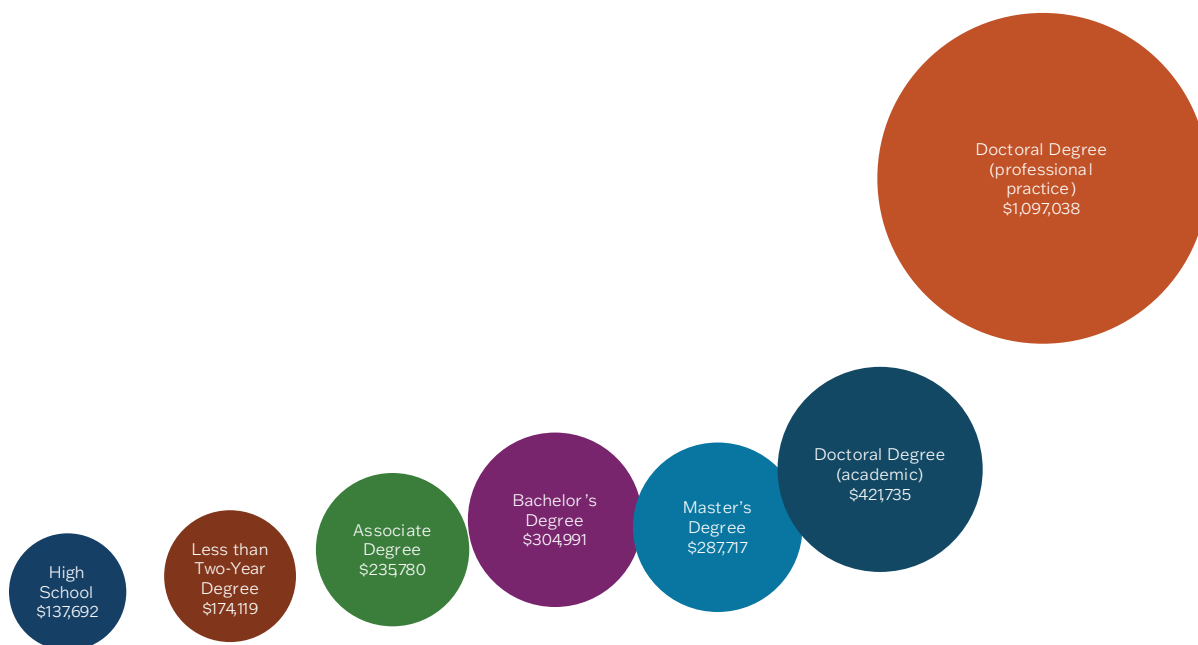 High
School
$137,692
Less than
Two-Year
Degree
$174,119
Associate
Degree
$235,780
Bachelor's
Degree
$304,991
Master's
Degree
$287,717
Doctoral Degree
(academic)
$421,735
Doctoral Degree
(professional
practice)
$1,097,038